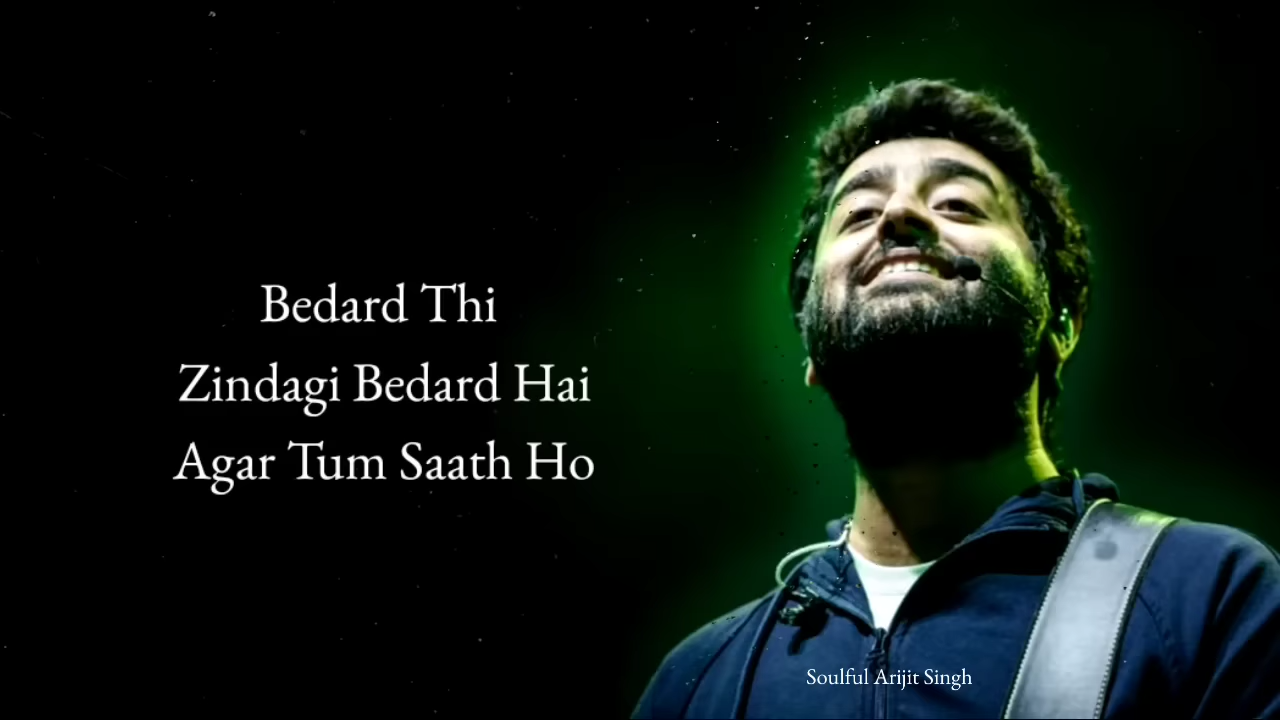 Bedard Thi
Zindagi Bedard Hai
Agar Tum Saath Ho
Soulful Arijit Singh